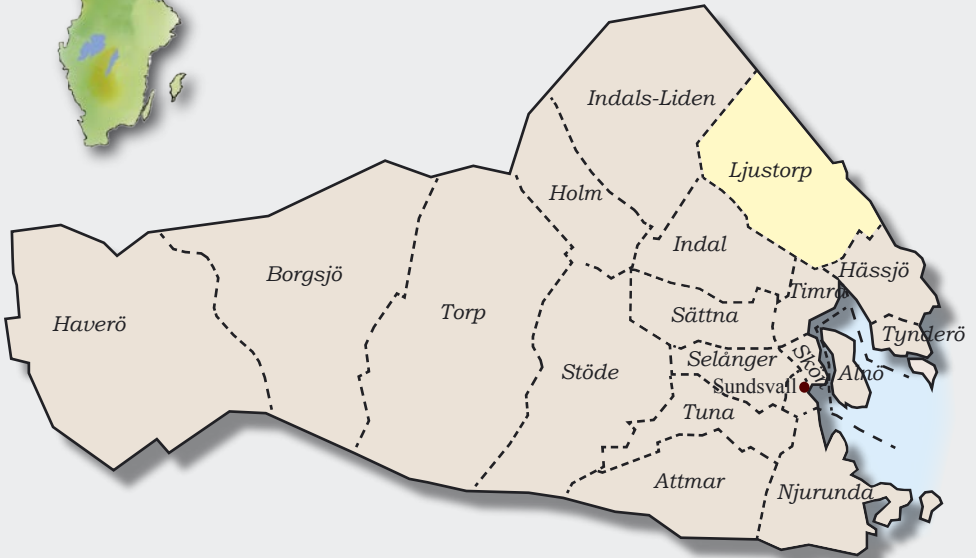 Indals-Liden
Ljustorp
Holm
Indal
Hässjö
Borgsjö
Timrå
Torp
Sättna
Haverö
Tynderö
Selånger
Skön
Alnö
Stöde
Sundsvall
Tuna
Attmar
Njurunda